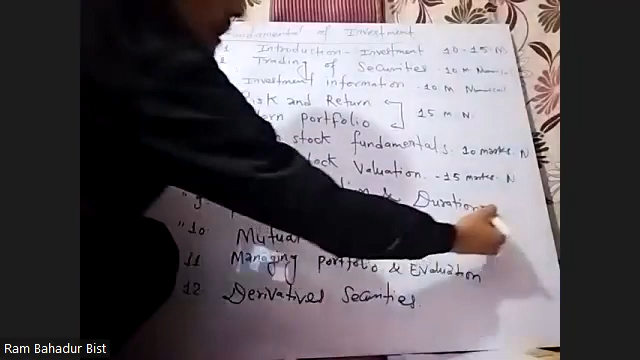 Fundamental of Investment
1 Introduction - Investment 10 - 15 M
Trading of Securities - 10 M Numerical
Investment information - 10 M Numerical
Risk and Return
portfolio 15 M N.
stock fundamentals. 10 marks. N
Stock Valuation. - 15 marks. N
& Duration
"10. Mutual
11 Managing portfolio & Evaluation
12 Derivatives Securities.
Ram Bahadur Bist